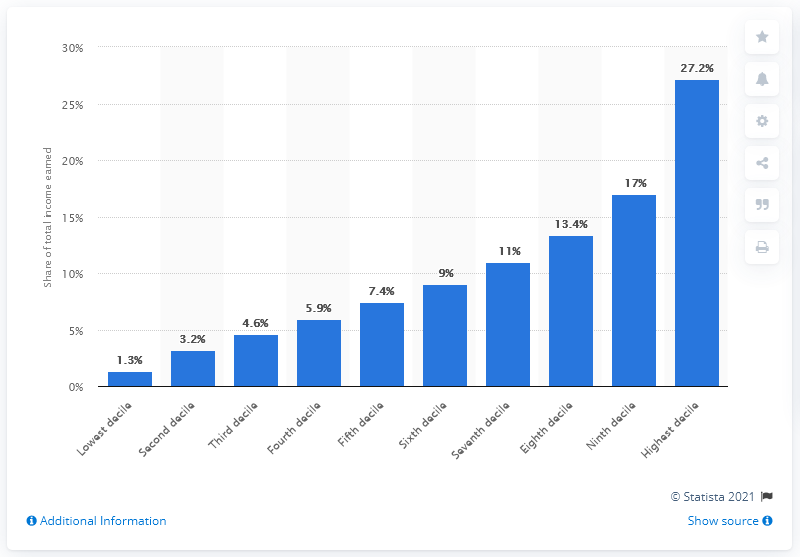 30%
27.2%
25%
20%
17%
15%
13.4%
11%
10%
9%
7.4%
5.9%
5%
4.6%
3.2%
1.3%
0%
Share of total income earned
Lowest decile
Second decile
Third decile
Fourth decile
Fifth decile
Sixth decile
Seventh decile
Eighth decile
Ninth decile
Highest decile
© Statista 2021
Additional Information
Show source